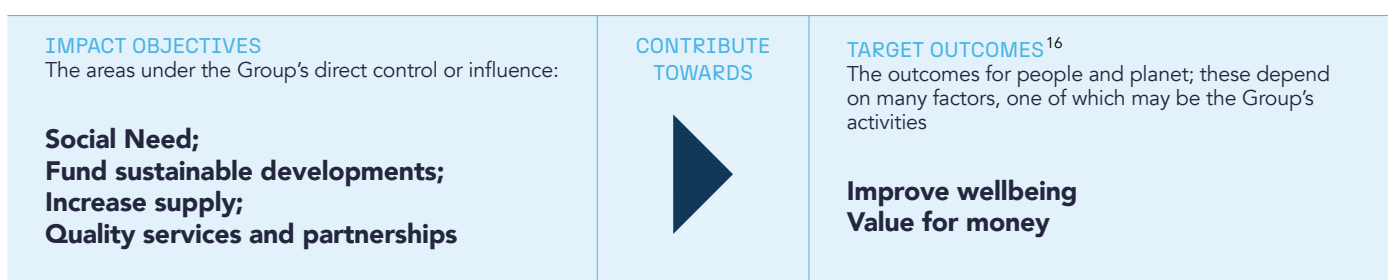 IMPACT OBJECTIVES
The areas under the Group's direct control or influence:
Social Need;
Fund sustainable developments;
Increase supply;
Quality services and partnerships
CONTRIBUTE
TOWARDS
TARGET OUTCOMES16
The outcomes for people and planet; these depend
on many factors, one of which may be the Group's
activities
Improve wellbeing
Value for money